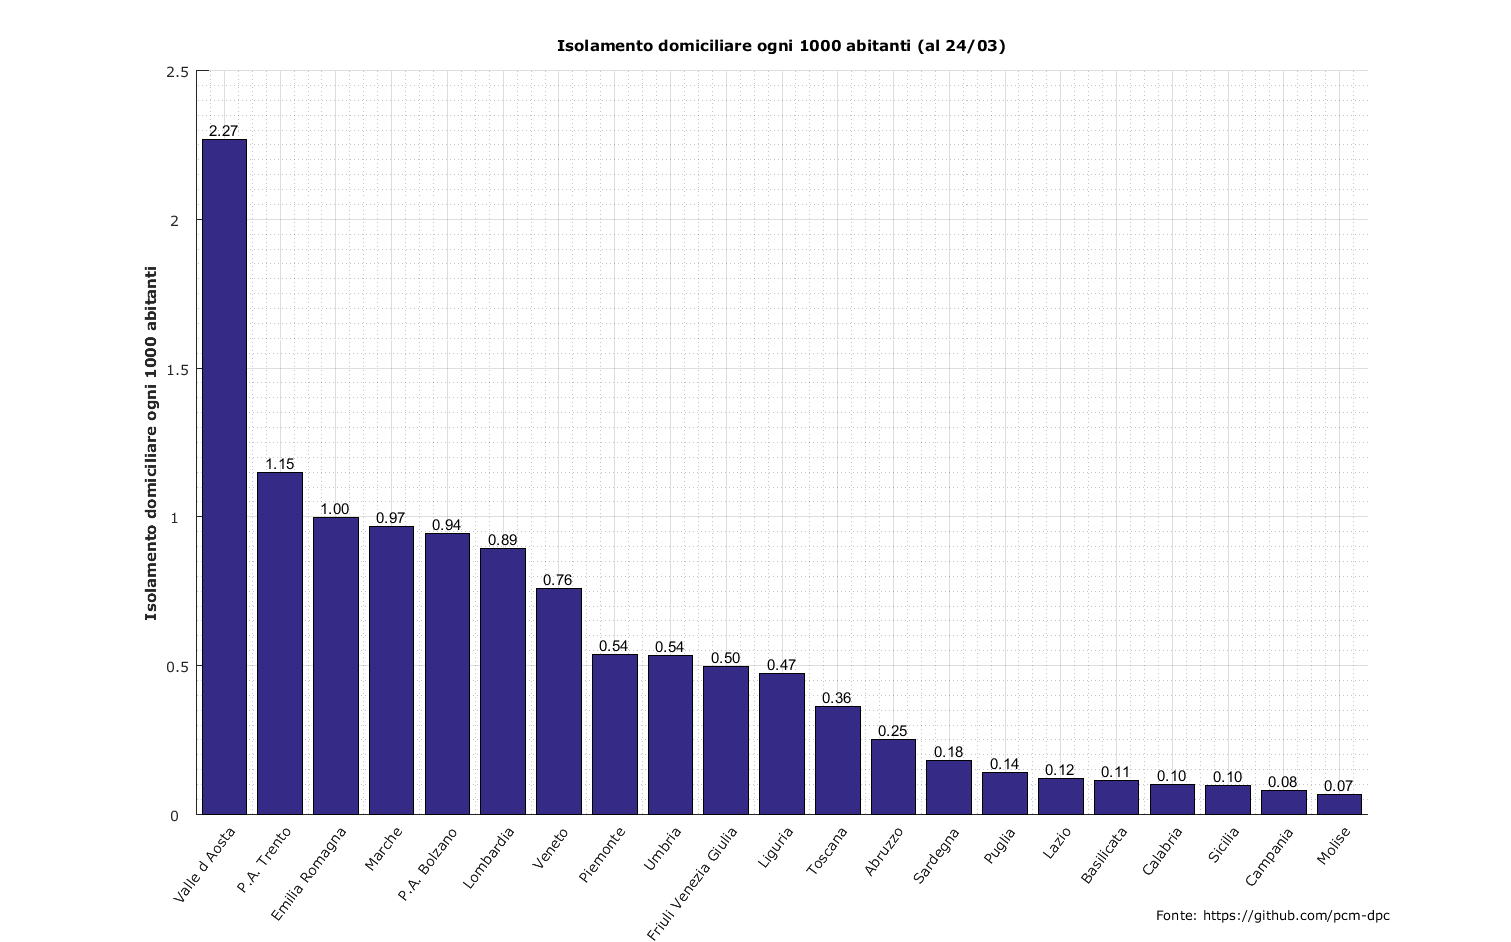 Isolamento domiciliare ogni 1000 abitanti (al 24/03)
Isolamento domiciliare ogni 1000 abitanti
2.5
2
1.5
1
0.5
0
2.27
1.15
1.00
0.97
0.94
0.89
0.76
0.54
0.54
0.50
0.47
0.36
0.25
0.18
0.14
0.12
0.11
0.10
0.10
0.08
0.07
Valle d Aosta
P.A. Trento
Emilia Romagna
Marche
P.A. Bolzano
Lombardia
Veneto
Piemonte
Umbria
Friuli Venezia Giulia
Liguria
Toscana
Abruzzo
Sardegna
Puglia
Lazio
Basilicata
Calabria
Sicilia
Campania
Molise
Fonte: https://github.com/pcm-dpc